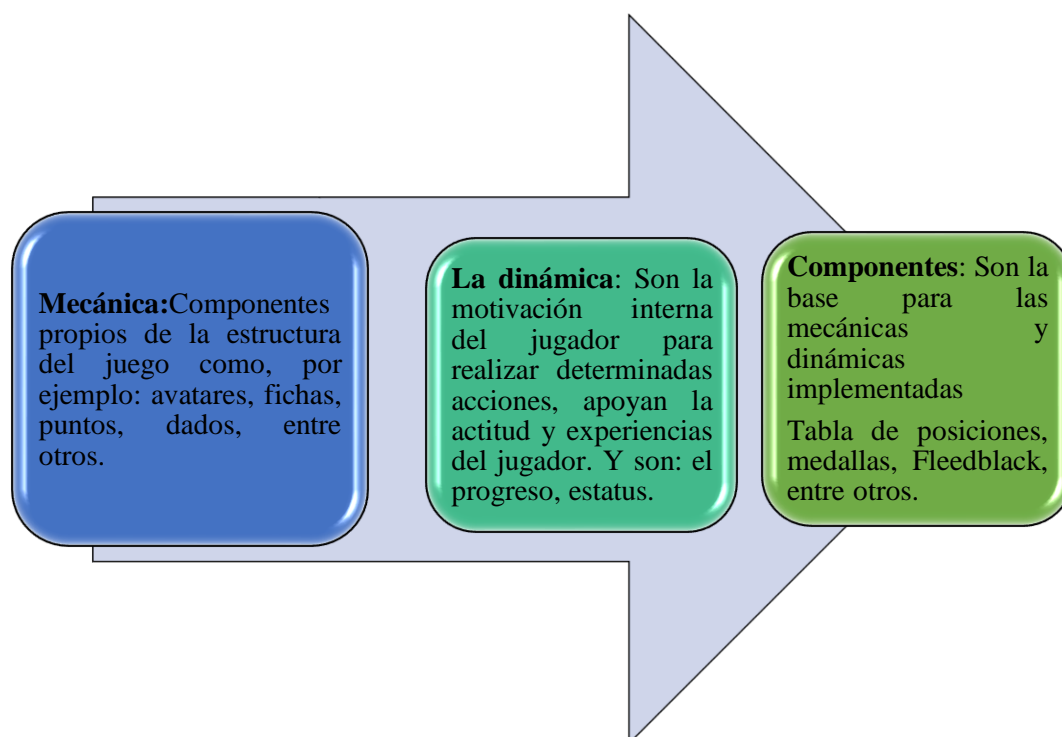 Mecánica:Componentes
propios de la estructura
del juego como, por
ejemplo: avatares, fichas,
puntos, dados, entre
otros.
La dinámica: Son la
motivación interna
del jugador para
realizar determinadas
acciones, apoyan la
actitud y experiencias
del jugador. Y son: el
progreso, estatus.
Componentes: Son la
base para las
mecánicas y
dinámicas
implementadas
Tabla de posiciones,
medallas, Fleedblack,
entre otros.